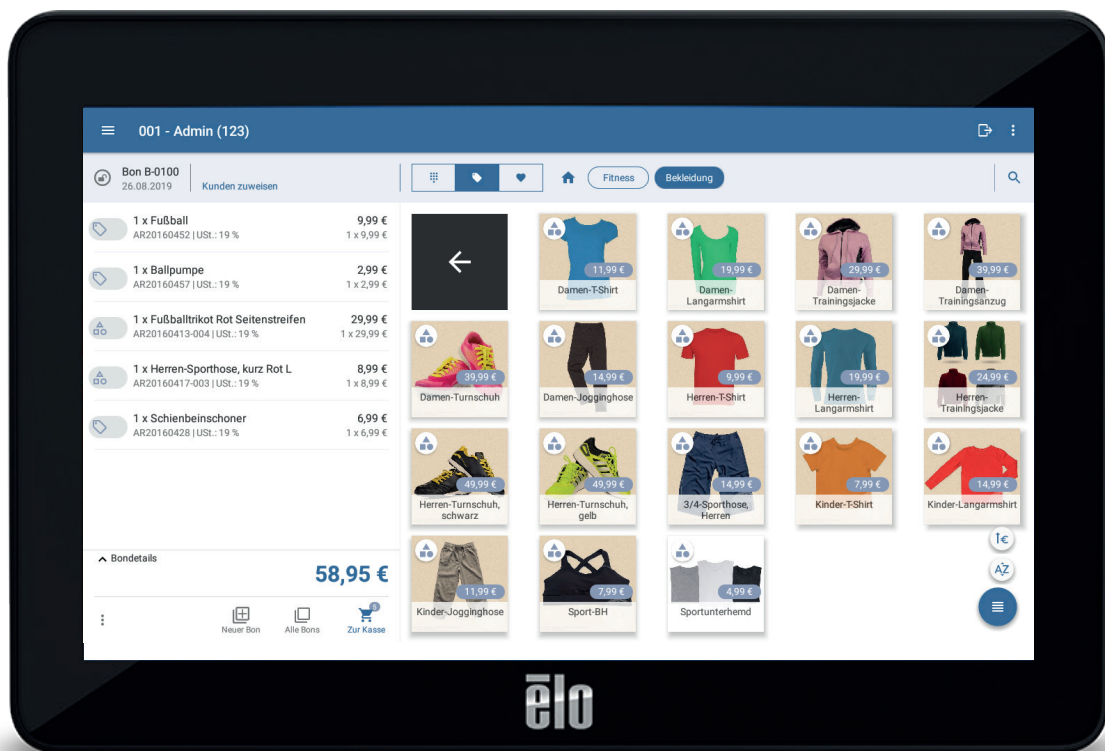 001 - Admin (123)
Bon B-0100
26.08.2019
Kunden zuweisen
Fitness
Bekleidung
1 x Fußball 9,99 €
AR20160452 | USt.: 19 % 1 x 9,99 €
1 x Ballpumpe 2,99 €
AR20160457 | USt.: 19 % 1 x 2,99 €
1 x Fußballtrikot Rot Seitenstreifen 29,99 €
AR20160413-004 | USt.: 19 % 1 x 29,99 €
1 x Herren-Sporthose, kurz Rot L 8,99 €
AR20160417-003 | USt.: 19 % 1 x 8,99 €
1 x Schienbeinschoner 6,99 €
AR20160428 | USt.: 19 % 1 x 6,99 €
Bondetails
58,95 €
Neuer Bon
Alle Bons
5
Zur Kasse
11,99 €
Damen-T-Shirt
19,99 €
Damen-
Langarmshirt
29,99 €
Damen-
Trainingsjacke
39,99 €
Damen-
Trainingsanzug
39,99 €
Damen-Turnschuh
14,99 €
Damen-Jogginghose
9,99 €
Herren-T-Shirt
19,99 €
Herren-
Langarmshirt
24,99 €
Herren-
Trainingsjacke
49,99 €
Herren-Turnschuh,
schwarz
49,99 €
Herren-Turnschuh,
gelb
14,99 €
3/4-Sporthose,
Herren
7,99 €
Kinder-T-Shirt
14,99 €
Kinder-Langarmshirt
11,99 €
Kinder-Jogginghose
7,99 €
Sport-BH
4,99 €
Sportunterhemd
€
AZ
ēlo